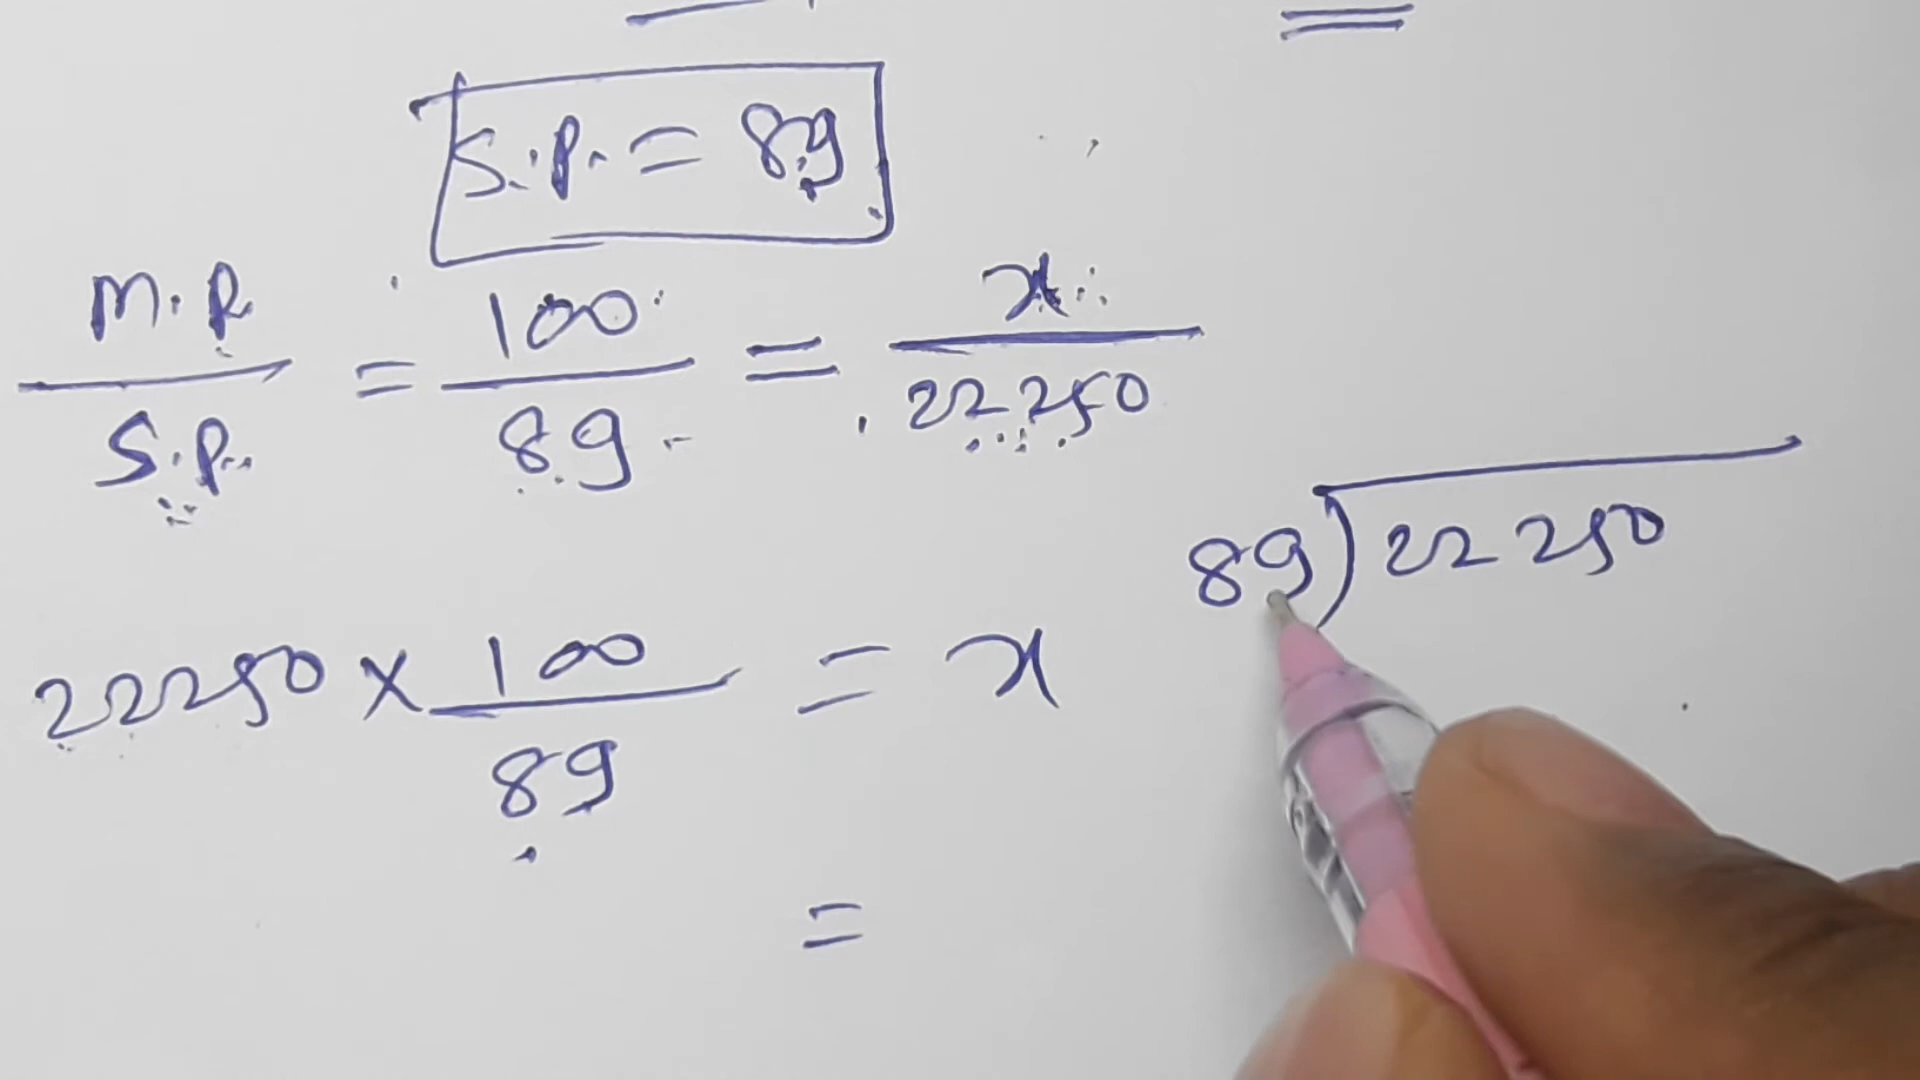 S.P. = 89
M.P. / S.P. = 100 / 89 = x / 22250
89)22250
22250 × 100 / 89 = x
=